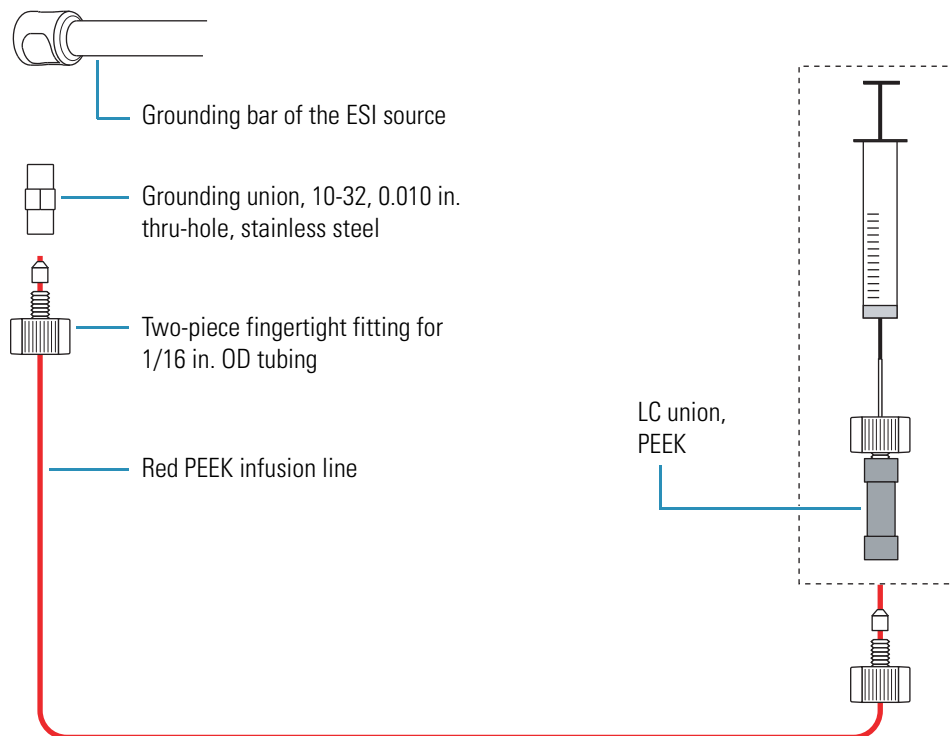 Grounding bar of the ESI source
Grounding union, 10-32, 0.010 in.
thru-hole, stainless steel
Two-piece fingertight fitting for
1/16 in. OD tubing
LC union,
PEEK
Red PEEK infusion line